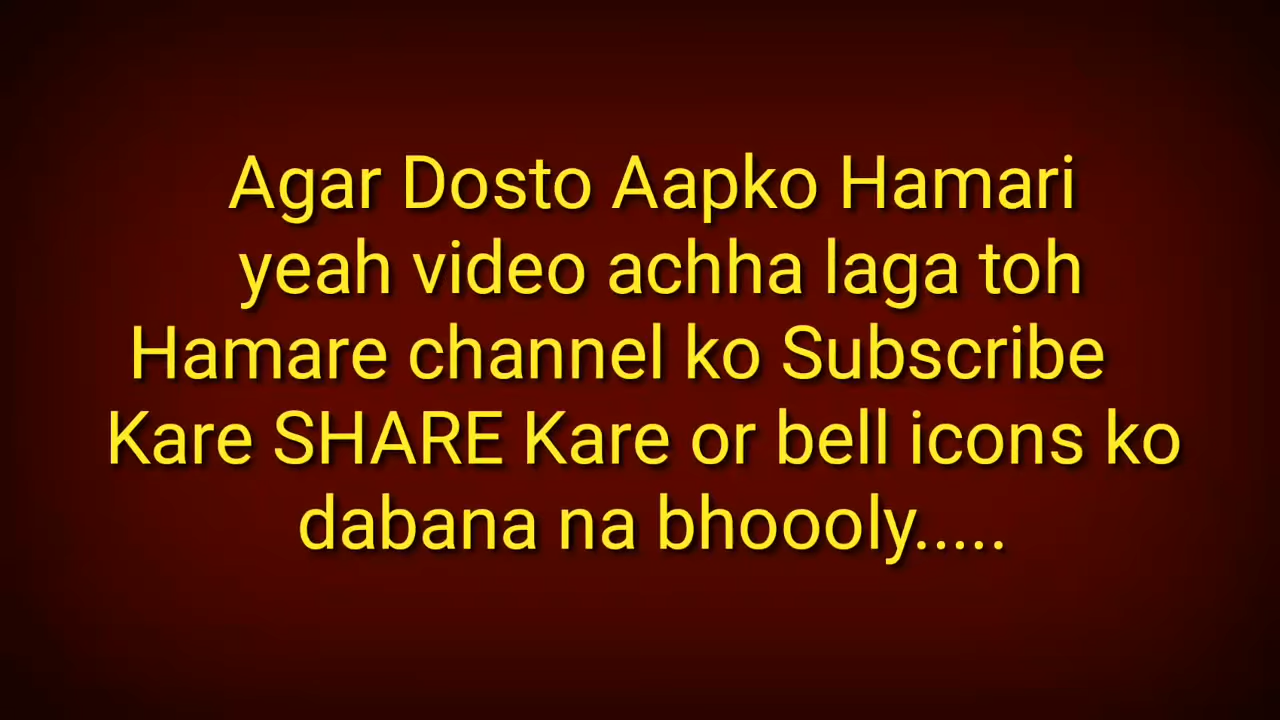 Agar Dosto Aapko Hamari
yeah video achha laga toh
Hamare channel ko Subscribe
Kare SHARE Kare or bell icons ko
dabana na bhoooly.....